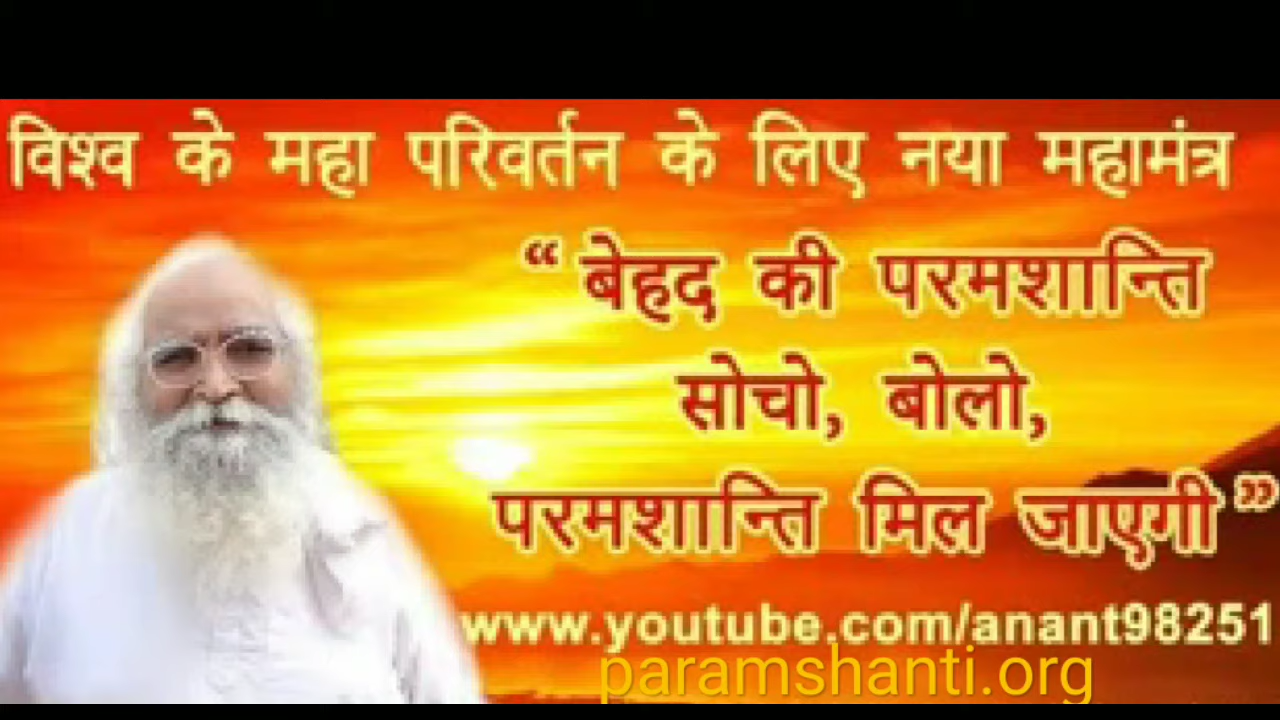 विश्व के महा परिवर्तन के लिए नया महामंत्र
“ बेहद की परमशान्ति
सोचो, बोलो,
परमशान्ति मिल जाएगी”
www.youtube.com/anant98251
paramshanti.org